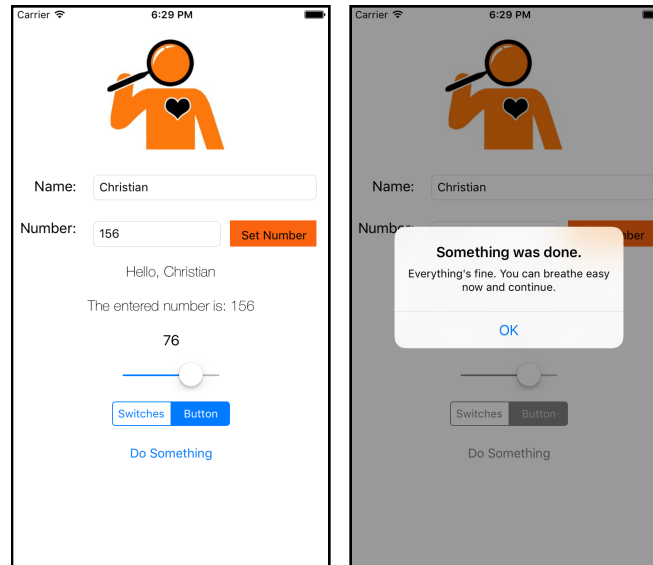 Carrier 6:29 PM
Name: Christian
Number: 156 Set Number
Hello, Christian
The entered number is: 156
76
Switches Button
Do Something
Carrier 6:29 PM
Name: Christian
Number: mber
Something was done.
Everything's fine. You can breathe easy
now and continue.
OK
Switches Button
Do Something